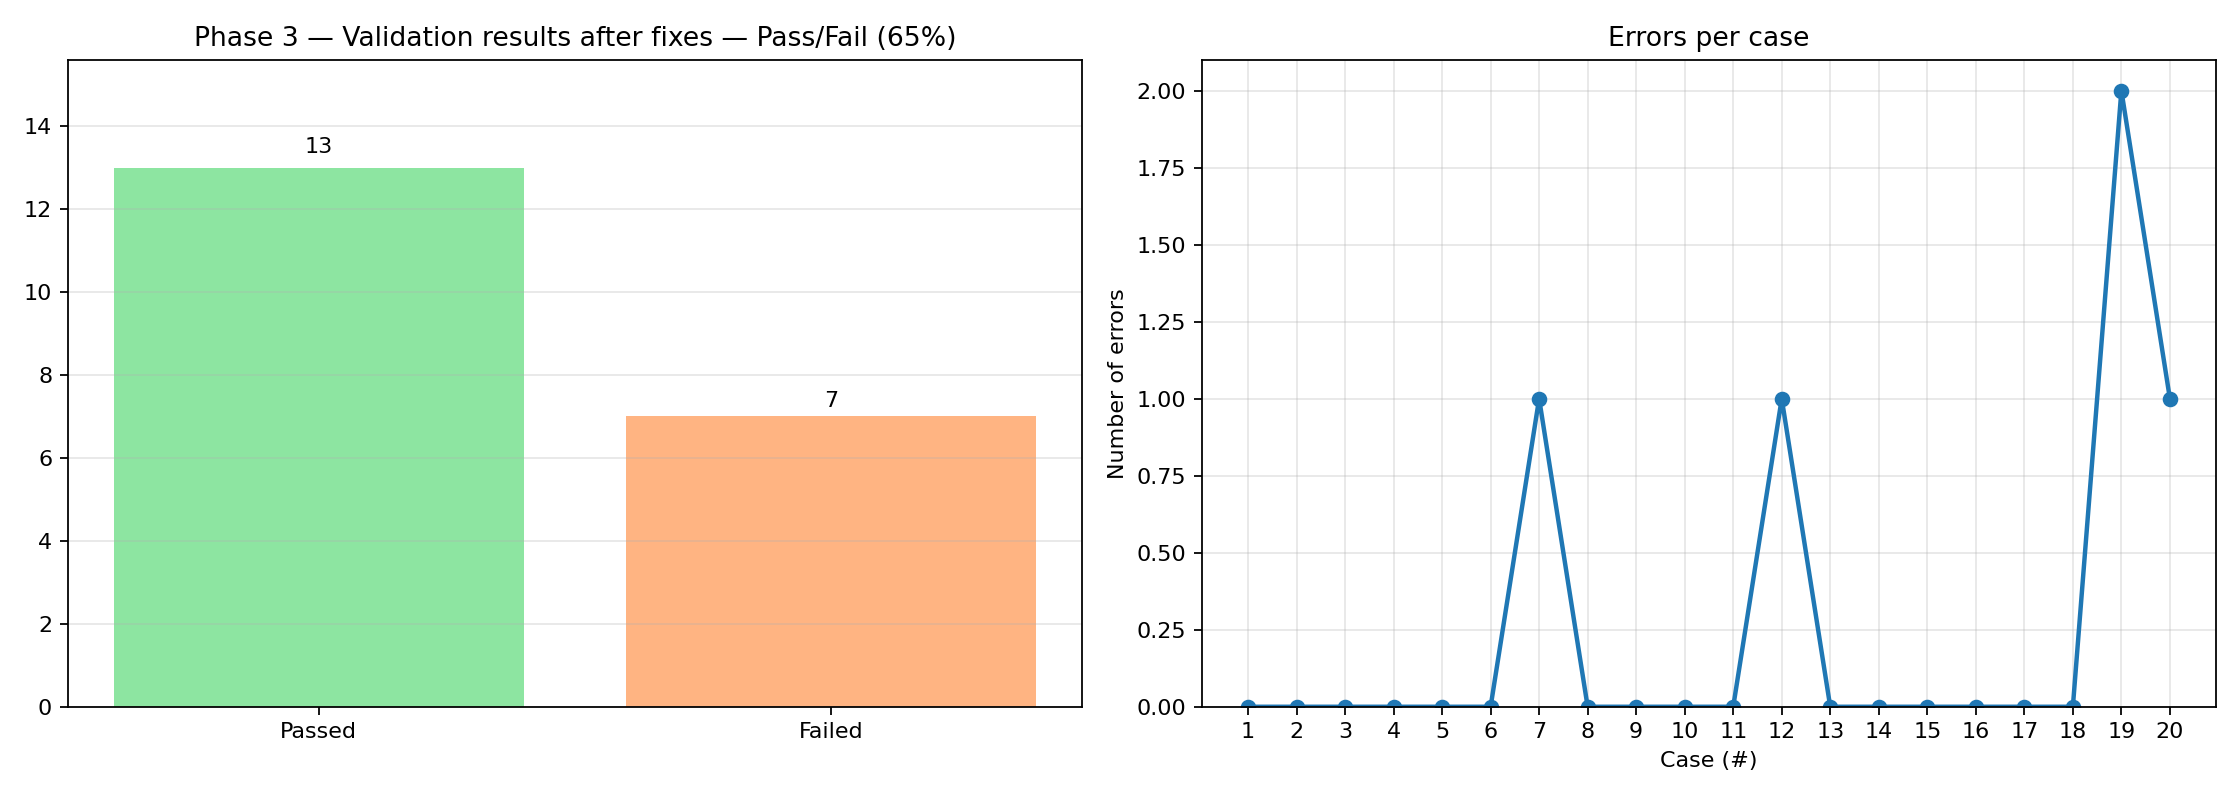 Phase 3 — Validation results after fixes — Pass/Fail (65%)
14
12
10
8
6
4
2
0
13
7
Passed
Failed
Errors per case
Number of errors
2.00
1.75
1.50
1.25
1.00
0.75
0.50
0.25
0.00
1 2 3 4 5 6 7 8 9 10 11 12 13 14 15 16 17 18 19 20
Case (#)